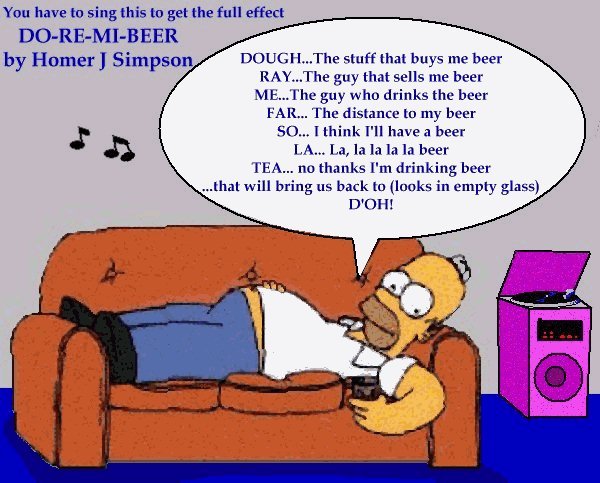 You have to sing this to get the full effect
DO-RE-MI-BEER
by Homer J Simpson
DOUGH...The stuff that buys me beer
RAY...The guy that sells me beer
ME...The guy who drinks the beer
FAR... The distance to my beer
SO... I think I'll have a beer
LA... La, la la la la beer
TEA... no thanks I'm drinking beer
...that will bring us back to (looks in empty glass)
D'OH!